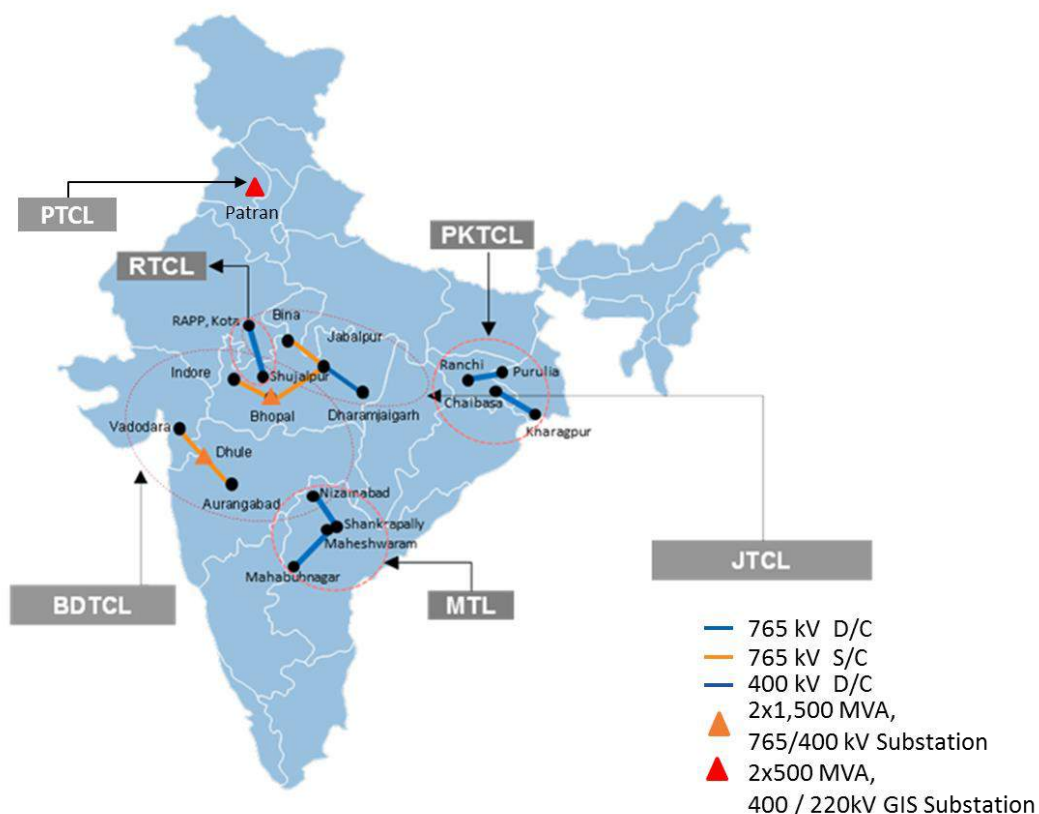 PTCL
Patran
PKTCL
RTCL
RAPP, Kota
Bina
Jabalpur
Indore
Shujalpur
Bhopal
Dharamjaigarh
Ranchi
Purulia
Chaibasa
Kharagpur
Vadodara
Dhule
Aurangabad
Nizamabad
Shankrapally
Maheshwaram
Mahabubnagar
JTCL
BDTCL
MTL
765 kV D/C
765 kV S/C
400 kV D/C
2x1,500 MVA,
765/400 kV Substation
2x500 MVA,
400 / 220kV GIS Substation